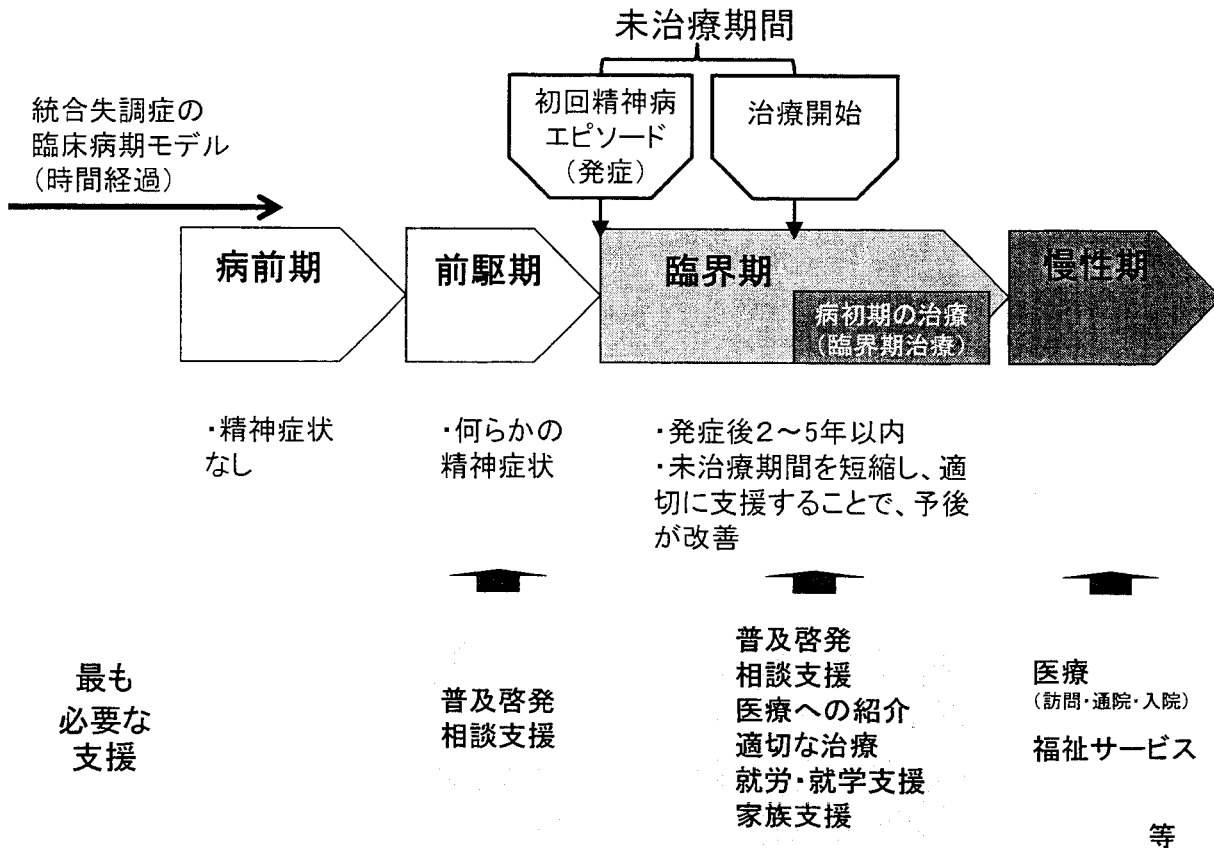 未治療期間
統合失調症の
臨床病期モデル
（時間経過）
初回精神病
エピソード
（発症）
治療開始
病前期
前駆期
臨界期
慢性期
病初期の治療
（臨界期治療）
・精神症状
なし
・何らかの
精神症状
・発症後２～5年以内
・未治療期間を短縮し、適
切に支援することで、予後
が改善
最も
必要な
支援
普及啓発
相談支援
普及啓発
相談支援
医療への紹介
適切な治療
就労・就学支援
家族支援
医療
（訪問・通院・入院）
福祉サービス
等